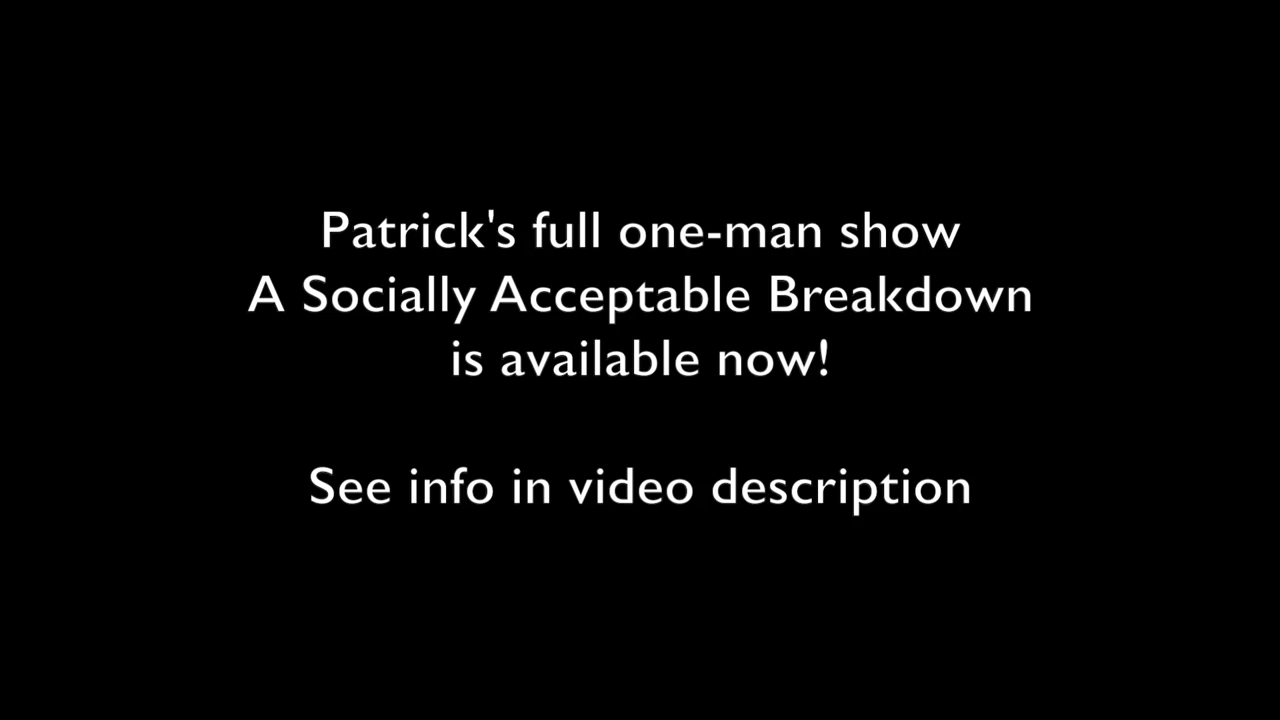 Patrick's full one-man show
A Socially Acceptable Breakdown
is available now!
See info in video description